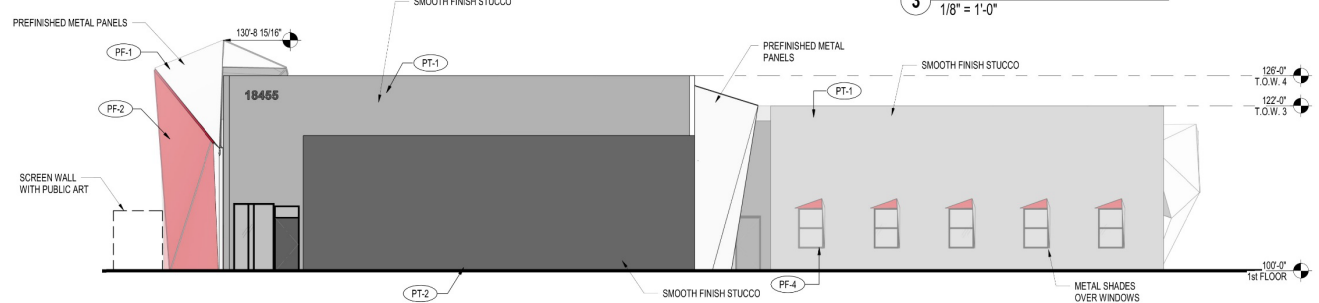 SMOOTH FINISH STUCCO
3
1/8" = 1'-0"
PREFINISHED METAL PANELS
130'-8 15/16"
PF-1
PT-1
PREFINISHED METAL
PANELS
SMOOTH FINISH STUCCO
126'-0"
T.O.W. 4
18455
PT-1
PF-2
122'-0"
T.O.W. 3
SCREEN WALL
WITH PUBLIC ART
100'-0"
1st FLOOR
PT-2
SMOOTH FINISH STUCCO
PF-4
METAL SHADES
OVER WINDOWS